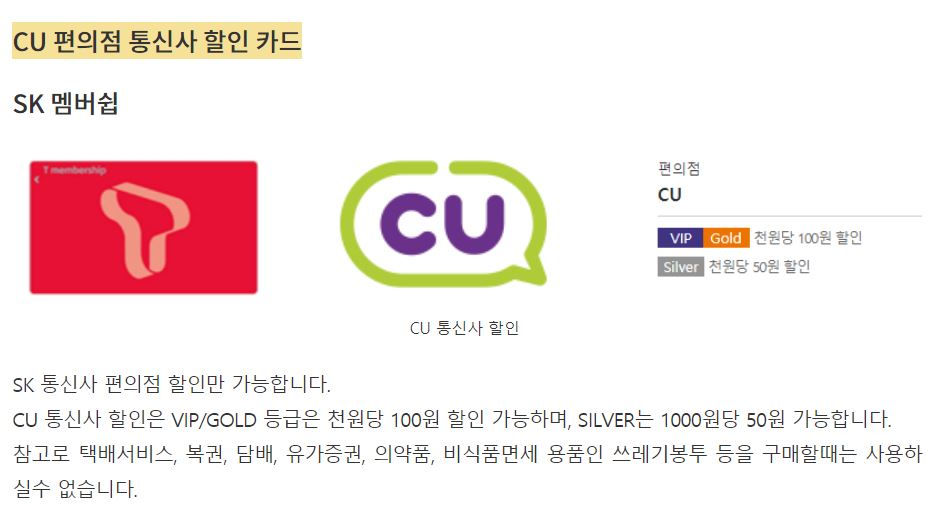 CU 편의점 통신사 할인 카드
SK 멤버쉽
T membership
CU
편의점
CU
VIP Gold 천원당 100원 할인
Silver 천원당 50원 할인
CU 통신사 할인
SK 통신사 편의점 할인만 가능합니다.
CU 통신사 할인은 VIP/GOLD 등급은 천원당 100원 할인 가능하며, SILVER는 1000원당 50원 가능합니다.
참고로 택배서비스, 복권, 담배, 유가증권, 의약품, 비식품면세 용품인 쓰레기봉투 등을 구매할때는 사용하
실수 없습니다.